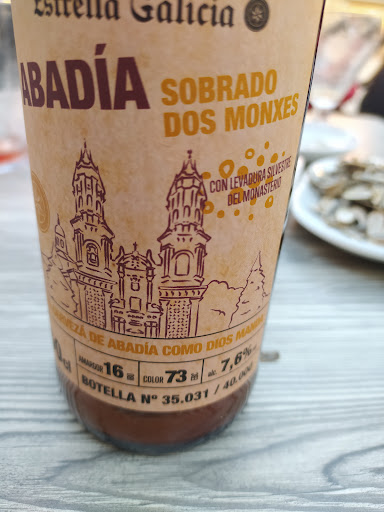 Estrella Galicia
ABADÍA
SOBRADO
DOS MONXES
CON LEVADURA SILVESTRE
DEL MONASTERIO
CERVEZA DE ABADÍA COMO DIOS MANDA
AMARGOR 16 COLOR 73 alc. 7,6%
BOTELLA Nº 35.031 / 40.000